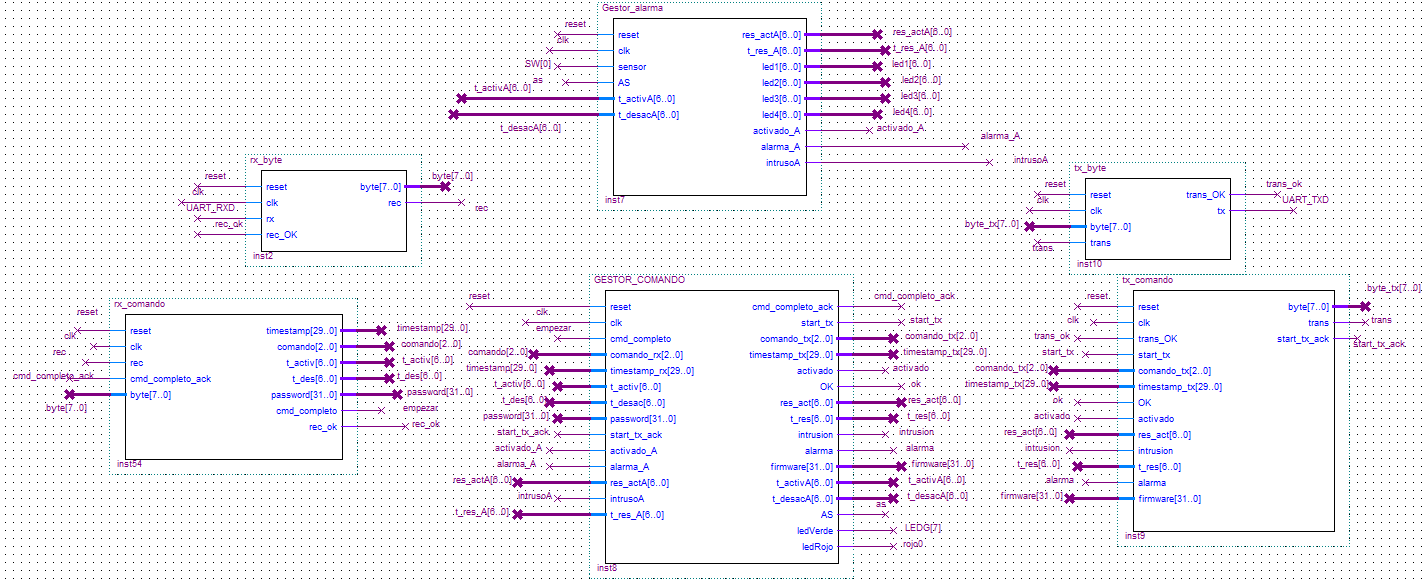 Gestor_alarma
reset
clk
SW[0]
as
t_activA[6..0]
t_desacA[6..0]
reset
clk
sensor
AS
t_activA[6..0]
t_desacA[6..0]
res_actA[6..0]
t_res_A[6..0]
led1[6..0]
led2[6..0]
led3[6..0]
led4[6..0]
activado_A
alarma_A
intrusoA
res_actA[6..0]
t_res_A[6..0]
led1[6..0]
led2[6..0]
led3[6..0]
led4[6..0]
activado_A
alarma_A
intrusoA
inst7
rx_byte
reset
clk
UART_RXD
rec_ok
reset
clk
rx
rec_OK
byte[7..0]
rec
byte[7..0]
rec
inst2
tx_byte
reset
clk
byte_tx[7..0]
trans
reset
clk
byte[7..0]
trans
trans_OK
tx
trans_ok
UART_TXD
inst10
rx_comando
reset
clk
rec
cmd_completo_ack
byte[7..0]
reset
clk
rec
cmd_completo_ack
byte[7..0]
timestamp[29..0]
comando[2..0]
t_activ[6..0]
t_des[6..0]
password[31..0]
cmd_completo
rec_ok
timestamp[29..0]
comando[2..0]
t_activ[6..0]
t_des[6..0]
password[31..0]
empezar
rec_ok
inst54
GESTOR_COMANDO
reset
clk
empezar
comando[2..0]
timestamp[29..0]
t_activ[6..0]
t_des[6..0]
password[31..0]
start_tx_ack
activado_A
alarma_A
res_actA[6..0]
intrusoA
t_res_A[6..0]
reset
clk
cmd_completo
comando_rx[2..0]
timestamp_rx[29..0]
t_activ[6..0]
t_desac[6..0]
password[31..0]
start_tx_ack
activado_A
alarma_A
res_actA[6..0]
intrusoA
t_res_A[6..0]
cmd_completo_ack
start_tx
comando_tx[2..0]
timestamp_tx[29..0]
activado
OK
res_act[6..0]
t_res[6..0]
intrusion
alarma
firmware[31..0]
t_activA[6..0]
t_desacA[6..0]
AS
ledVerde
ledRojo
cmd_completo_ack
start_tx
comando_tx[2..0]
timestamp_tx[29..0]
activado
ok
res_act[6..0]
t_res[6..0]
intrusion
alarma
firmware[31..0]
t_activA[6..0]
t_desacA[6..0]
as
LEDG[7]
rojo0
inst8
tx_comando
reset
clk
trans_ok
start_tx
comando_tx[2..0]
timestamp_tx[29..0]
ok
activado
res_act[6..0]
intrusion
t_res[6..0]
alarma
firmware[31..0]
reset
clk
trans_OK
start_tx
comando_tx[2..0]
timestamp_tx[29..0]
OK
activado
res_act[6..0]
intrusion
t_res[6..0]
alarma
firmware[31..0]
byte[7..0]
trans
start_tx_ack
byte_tx[7..0]
trans
start_tx_ack
inst9